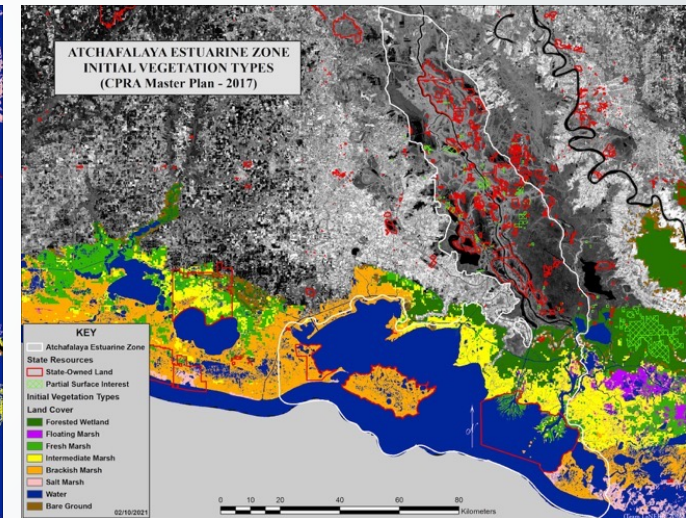 ATCHAFALAYA ESTUARINE ZONE
INITIAL VEGETATION TYPES
(CPRA Master Plan - 2017)
KEY
Atchafalaya Estuarine Zone
State Resources
State-Owned Land
Partial Surface Interest
Initial Vegetation Types
Land Cover
Forested Wetland
Floating Marsh
Fresh Marsh
Intermediate Marsh
Brackish Marsh
Salt Marsh
Water
Bare Ground
02/10/2021
0 20 40 60 80
Kilometers